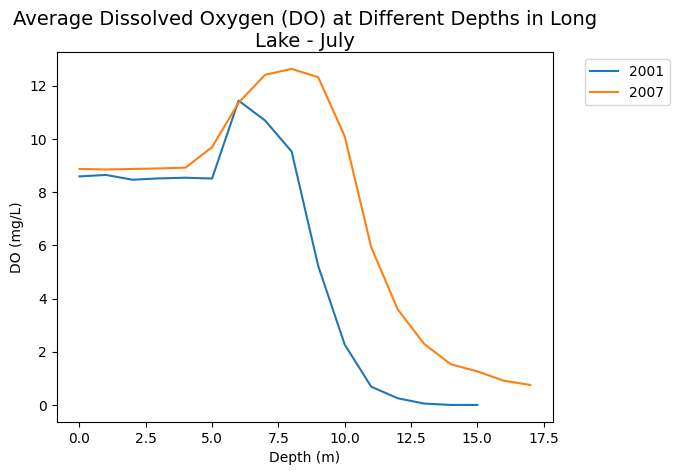 Average Dissolved Oxygen (DO) at Different Depths in Long
Lake - July
2001
2007
12
10
8
6
4
2
0
DO (mg/L)
0.0 2.5 5.0 7.5 10.0 12.5 15.0 17.5
Depth (m)